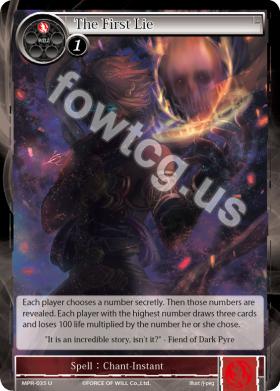 The First Lie
1
fowtcg.us
Each player chooses a number secretly. Then those numbers are
revealed. Each player with the highest number draws three cards
and loses 100 life multiplied by the number he or she chose.
"It is an incredible story, isn't it?" - Fiend of Dark Pyre
Spell : Chant-Instant
MPR-035 U
©FORCE OF WILL Co.,Ltd.
Illust / J-peg